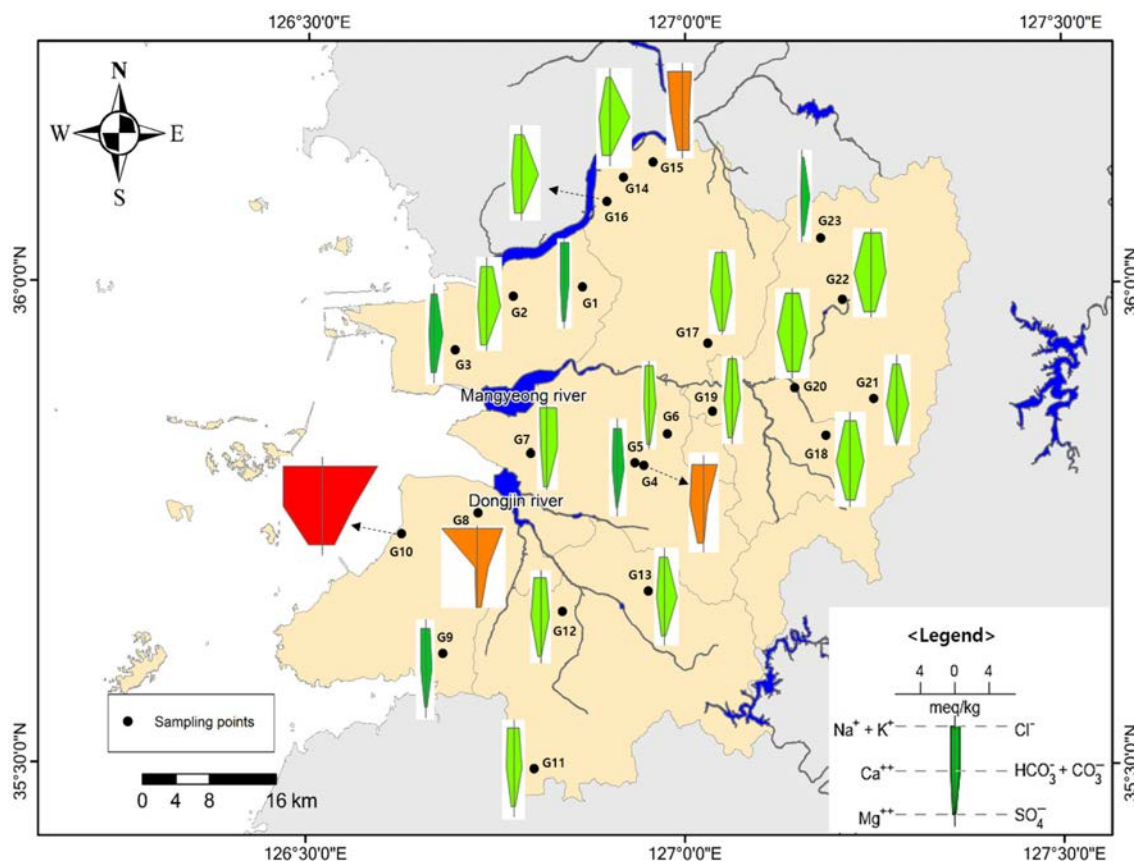 126°30'0"E
127°0'0"E
127°30'0"E
N
W
E
S
36°0'0"N
36°0'0"N
G15
G14
G16
G23
G22
G1
G2
G17
G3
Mangyeong river
G20
G21
G19
G6
G18
G7
G5
G4
Dongjin river
G8
G10
G13
G12
G9
G11
Sampling points
0 4 8 16 km
<Legend>
4 0 4
meq/kg
Na⁺ + K⁺ Cl⁻
Ca⁺⁺ HCO₃⁻ + CO₃⁻
Mg⁺⁺ SO₄⁻
35°30'0"N
35°30'0"N
126°30'0"E
127°0'0"E
127°30'0"E